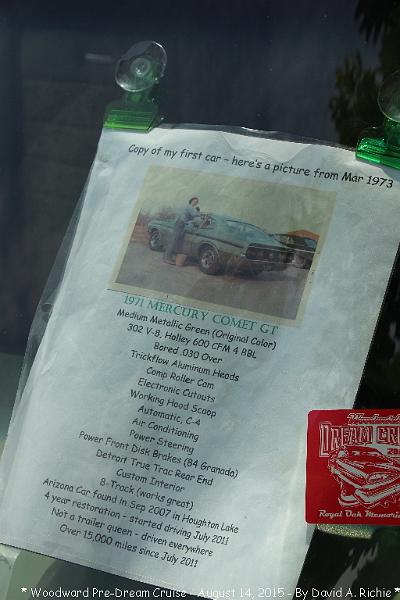 Copy of my first car - here's a picture from Mar 1973
1971 MERCURY COMET GT
Medium Metallic Green (Original Color)
302 V-8, Holley 600 CFM 4 BBL
Bored .030 Over
Trickflow Aluminum Heads
Comp Roller Cam
Electronic Cutouts
Working Hood Scoop
Automatic, C-4
Air Conditioning
Power Steering
Power Front Disk Brakes (84 Granada)
Detroit True Trac Rear End
Custom Interior
8-Track (works great)
Arizona Car found in Sep 2007 in Houghton Lake
4 year restoration - started driving July 2011
Not a trailer queen - driven everywhere
Over 15,000 miles since July 2011
DREAM CR
Royal Oak Memoria
* Woodward Pre-Dream Cruise - August 14, 2015 - By David A. Richie *